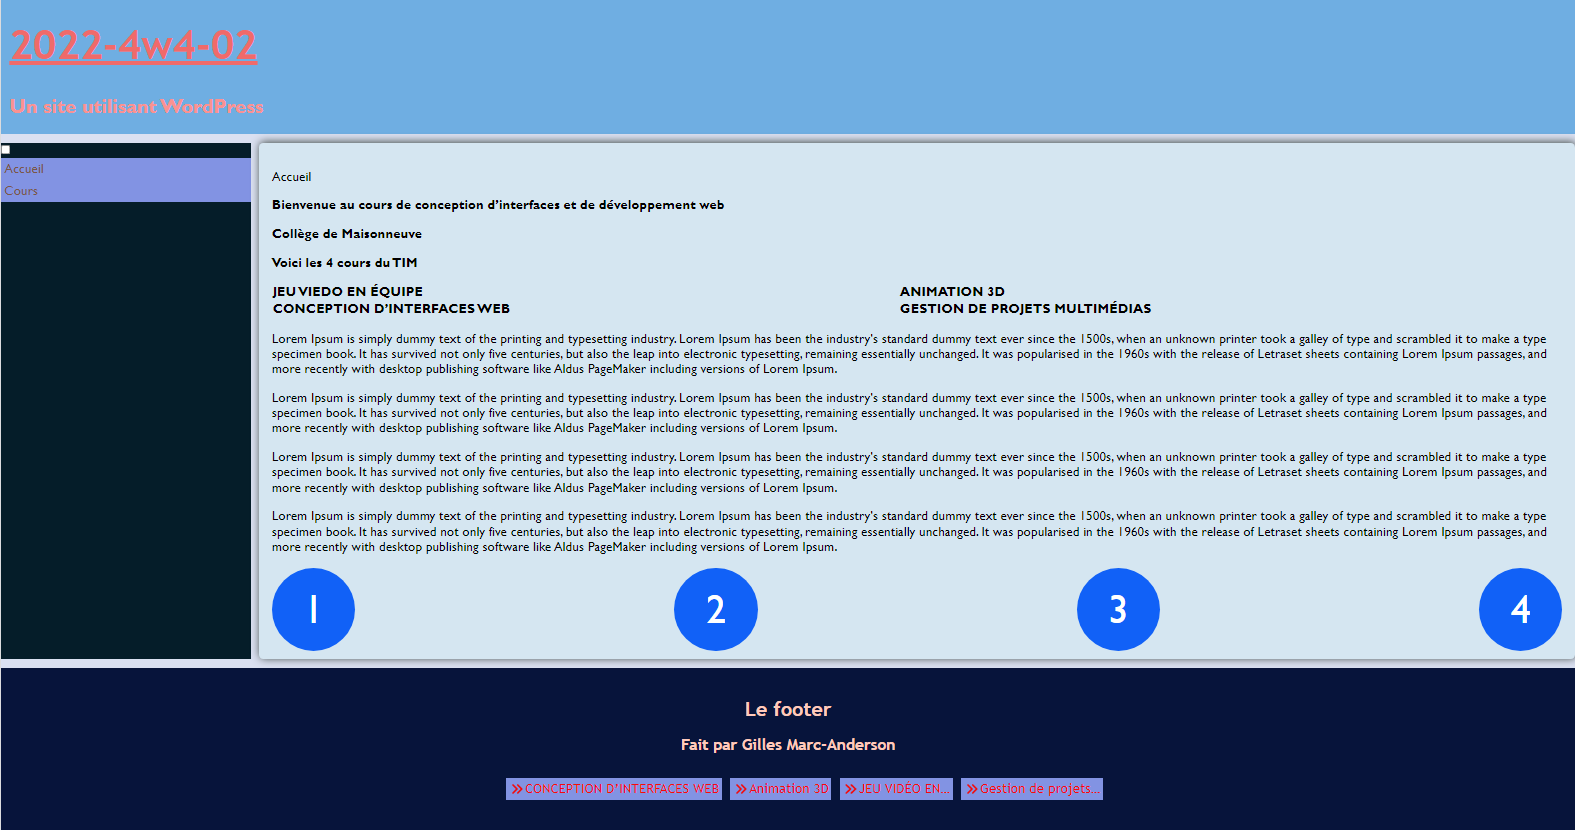 2022-4w4-02
Un site utilisant WordPress
Accueil
Cours
Accueil
Bienvenue au cours de conception d'interfaces et de développement web
Collège de Maisonneuve
Voici les 4 cours du TIM
JEU VIEDO EN ÉQUIPE
CONCEPTION D'INTERFACES WEB
ANIMATION 3D
GESTION DE PROJETS MULTIMÉDIAS
Lorem Ipsum is simply dummy text of the printing and typesetting industry. Lorem Ipsum has been the industry's standard dummy text ever since the 1500s, when an unknown printer took a galley of type and scrambled it to make a type
specimen book. It has survived not only five centuries, but also the leap into electronic typesetting, remaining essentially unchanged. It was popularised in the 1960s with the release of Letraset sheets containing Lorem Ipsum passages, and
more recently with desktop publishing software like Aldus PageMaker including versions of Lorem Ipsum.
Lorem Ipsum is simply dummy text of the printing and typesetting industry. Lorem Ipsum has been the industry's standard dummy text ever since the 1500s, when an unknown printer took a galley of type and scrambled it to make a type
specimen book. It has survived not only five centuries, but also the leap into electronic typesetting, remaining essentially unchanged. It was popularised in the 1960s with the release of Letraset sheets containing Lorem Ipsum passages, and
more recently with desktop publishing software like Aldus PageMaker including versions of Lorem Ipsum.
Lorem Ipsum is simply dummy text of the printing and typesetting industry. Lorem Ipsum has been the industry's standard dummy text ever since the 1500s, when an unknown printer took a galley of type and scrambled it to make a type
specimen book. It has survived not only five centuries, but also the leap into electronic typesetting, remaining essentially unchanged. It was popularised in the 1960s with the release of Letraset sheets containing Lorem Ipsum passages, and
more recently with desktop publishing software like Aldus PageMaker including versions of Lorem Ipsum.
Lorem Ipsum is simply dummy text of the printing and typesetting industry. Lorem Ipsum has been the industry's standard dummy text ever since the 1500s, when an unknown printer took a galley of type and scrambled it to make a type
specimen book. It has survived not only five centuries, but also the leap into electronic typesetting, remaining essentially unchanged. It was popularised in the 1960s with the release of Letraset sheets containing Lorem Ipsum passages, and
more recently with desktop publishing software like Aldus PageMaker including versions of Lorem Ipsum.
1
2
3
4
Le footer
Fait par Gilles Marc-Anderson
CONCEPTION D'INTERFACES WEB
Animation 3D
JEU VIDÉO EN...
Gestion de projets...